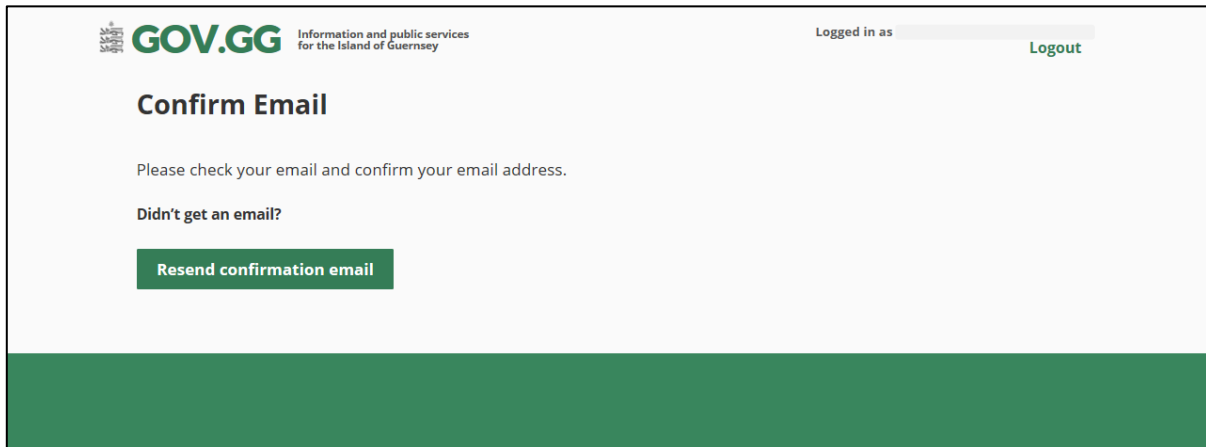 GOV.GG
Information and public services
for the Island of Guernsey
Logged in as
Logout
Confirm Email
Please check your email and confirm your email address.
Didn’t get an email?
Resend confirmation email